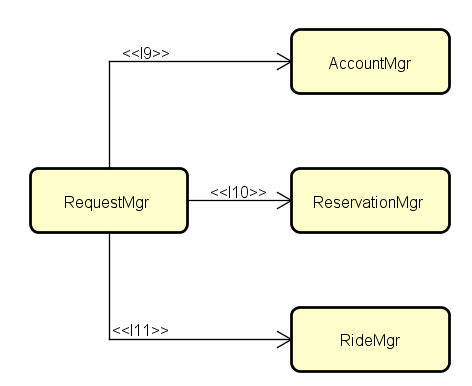 <<I9>>
AccountMgr
RequestMgr
<<I10>>
ReservationMgr
<<I11>>
RideMgr